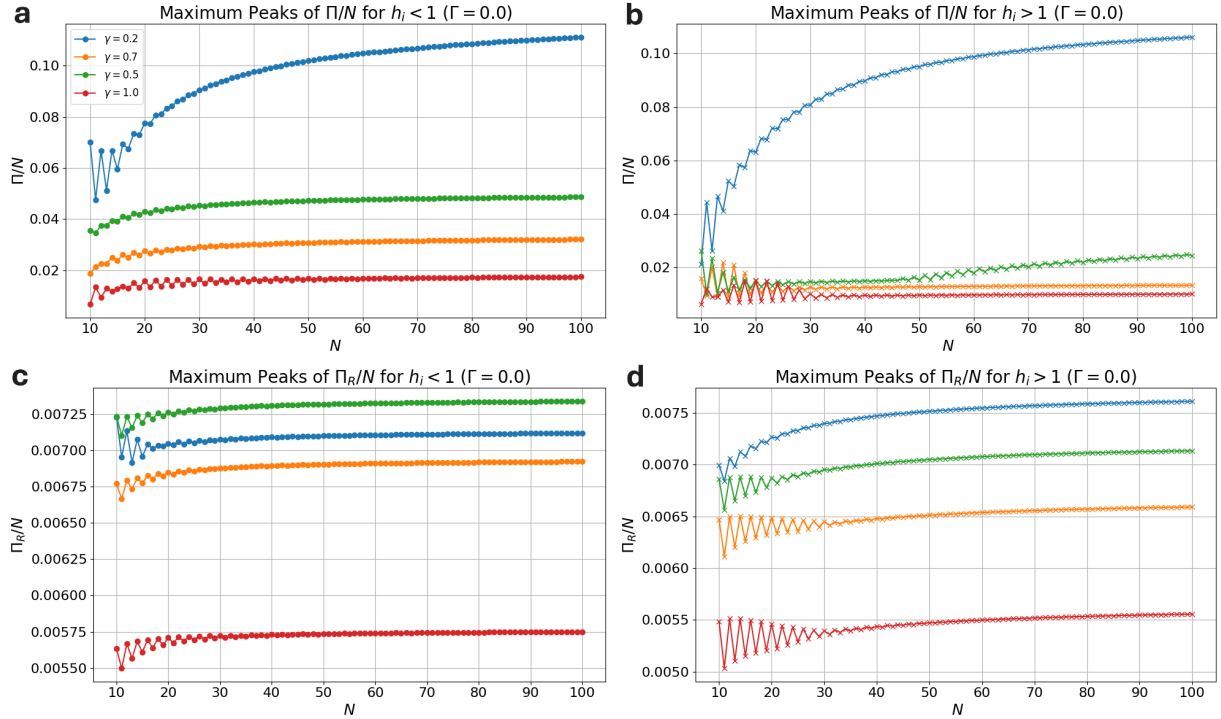 a
Maximum Peaks of Π/N for h_i < 1 (Γ = 0.0)
γ = 0.2
γ = 0.7
γ = 0.5
γ = 1.0
Π/N
0.10
0.08
0.06
0.04
0.02
10 20 30 40 50 60 70 80 90 100
N
b
Maximum Peaks of Π/N for h_i > 1 (Γ = 0.0)
Π/N
0.10
0.08
0.06
0.04
0.02
10 20 30 40 50 60 70 80 90 100
N
c
Maximum Peaks of Π_R/N for h_i < 1 (Γ = 0.0)
Π_R/N
0.00725
0.00700
0.00675
0.00650
0.00625
0.00600
0.00575
0.00550
10 20 30 40 50 60 70 80 90 100
N
d
Maximum Peaks of Π_R/N for h_i > 1 (Γ = 0.0)
Π_R/N
0.0075
0.0070
0.0065
0.0060
0.0055
0.0050
10 20 30 40 50 60 70 80 90 100
N